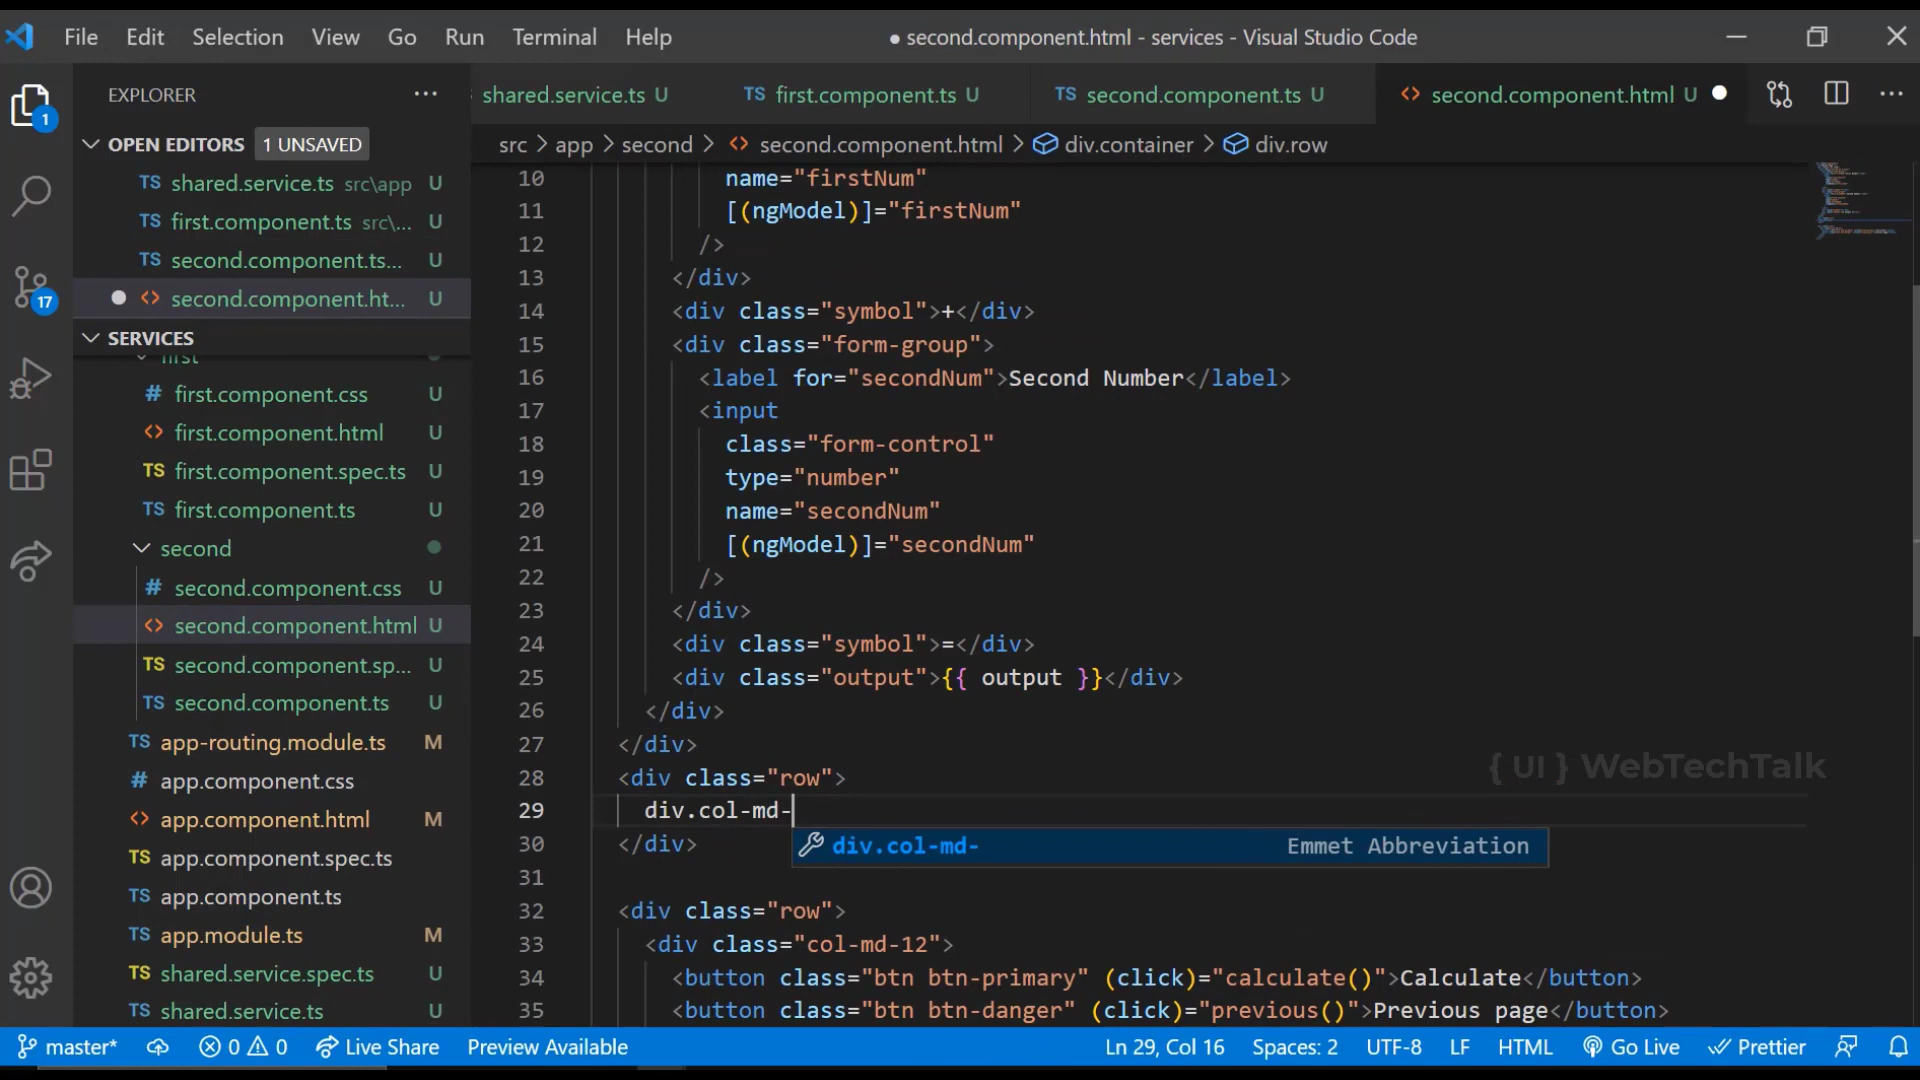 File Edit Selection View Go Run Terminal Help ● second.component.html - services - Visual Studio Code
EXPLORER ···
shared.service.ts U TS first.component.ts U TS second.component.ts U <> second.component.html U ● ···
OPEN EDITORS 1 UNSAVED
src > app > second > <> second.component.html > div.container > div.row
TS shared.service.ts src\app U
TS first.component.ts src\... U
TS second.component.ts... U
● <> second.component.ht... U
SERVICES
first
# first.component.css U
<> first.component.html U
TS first.component.spec.ts U
TS first.component.ts U
second
# second.component.css U
<> second.component.html U
TS second.component.sp... U
TS second.component.ts U
TS app-routing.module.ts M
# app.component.css
<> app.component.html M
TS app.component.spec.ts
TS app.component.ts
TS app.module.ts M
TS shared.service.spec.ts U
TS shared.service.ts U
1
17
10 name="firstNum"
11 [(ngModel)]="firstNum"
12 />
13 </div>
14 <div class="symbol">+</div>
15 <div class="form-group">
16 <label for="secondNum">Second Number</label>
17 <input
18 class="form-control"
19 type="number"
20 name="secondNum"
21 [(ngModel)]="secondNum"
22 />
23 </div>
24 <div class="symbol">=</div>
25 <div class="output">{{ output }}</div>
26 </div>
27 </div>
28 <div class="row">
29 div.col-md-
30 </div>
div.col-md- Emmet Abbreviation
31
32 <div class="row">
33 <div class="col-md-12">
34 <button class="btn btn-primary" (click)="calculate()">Calculate</button>
35 <button class="btn btn-danger" (click)="previous()">Previous page</button>
{ UI } WebTechTalk
master* 0 0 Live Share Preview Available Ln 29, Col 16 Spaces: 2 UTF-8 LF HTML Go Live Prettier